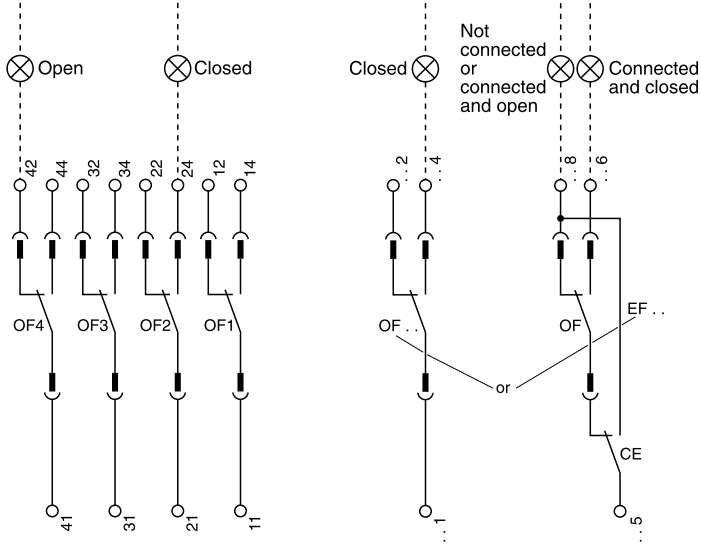 Open
Closed
Closed
Not
connected
or
connected
and open
Connected
and closed
42
44
32
34
22
24
12
14
. . 2
. . 4
. . 8
. . 6
OF4
OF3
OF2
OF1
OF . .
OF
EF . .
or
CE
41
31
21
11
. . 1
. . 5